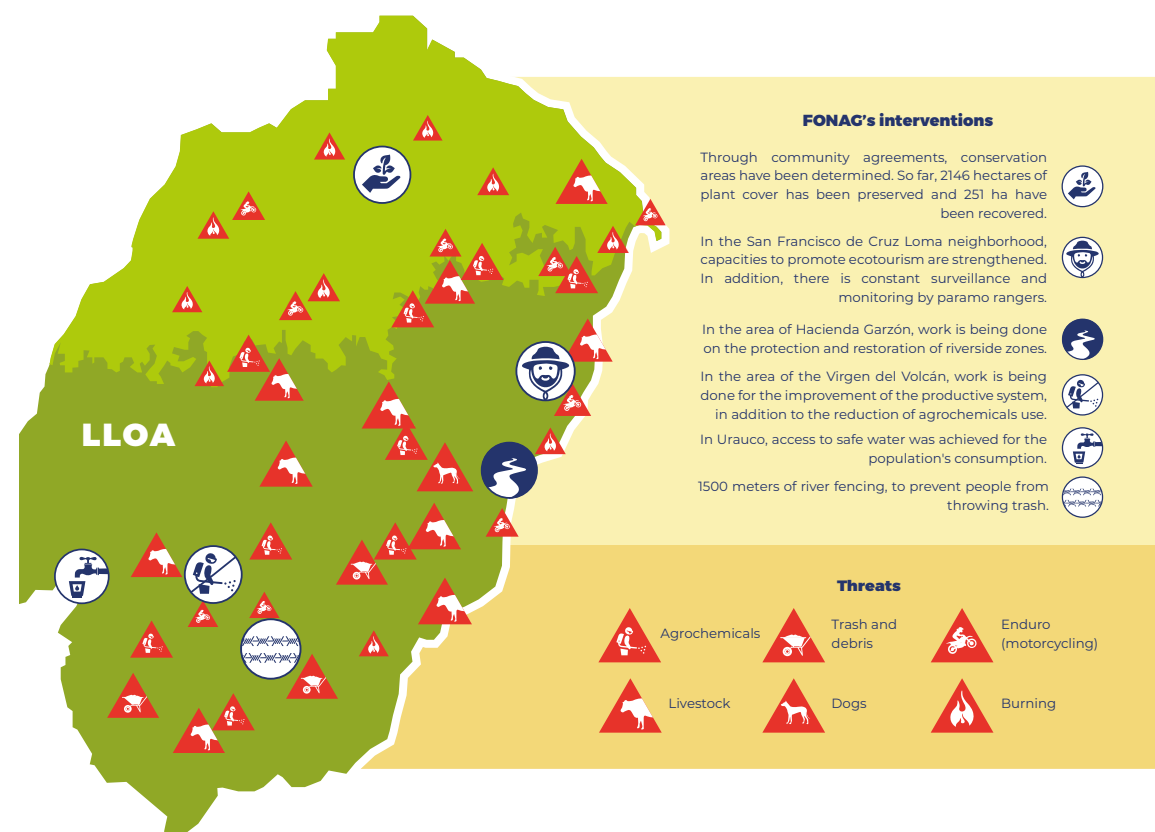 LLOA
FONAG's interventions
Through community agreements, conservation
areas have been determined. So far, 2146 hectares of
plant cover has been preserved and 251 ha have
been recovered.
In the San Francisco de Cruz Loma neighborhood,
capacities to promote ecotourism are strengthened.
In addition, there is constant surveillance and
monitoring by paramo rangers.
In the area of Hacienda Garzón, work is being done
on the protection and restoration of riverside zones.
In the area of the Virgen del Volcán, work is being
done for the improvement of the productive system,
in addition to the reduction of agrochemicals use.
In Urauco, access to safe water was achieved for the
population's consumption.
1500 meters of river fencing, to prevent people from
throwing trash.
Threats
Agrochemicals
Trash and
debris
Enduro
(motorcycling)
Livestock
Dogs
Burning